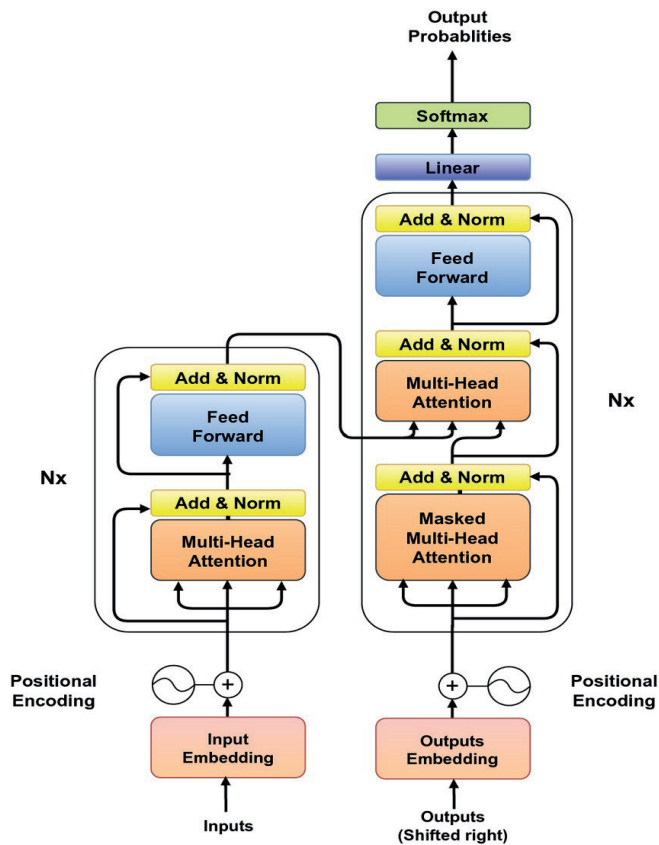 Output
Probablities
Softmax
Linear
Add & Norm
Feed
Forward
Add & Norm
Multi-Head
Attention
Nx
Add & Norm
Masked
Multi-Head
Attention
Positional
Encoding
Outputs
Embedding
Outputs
(Shifted right)
Add & Norm
Feed
Forward
Nx
Add & Norm
Multi-Head
Attention
Positional
Encoding
Input
Embedding
Inputs